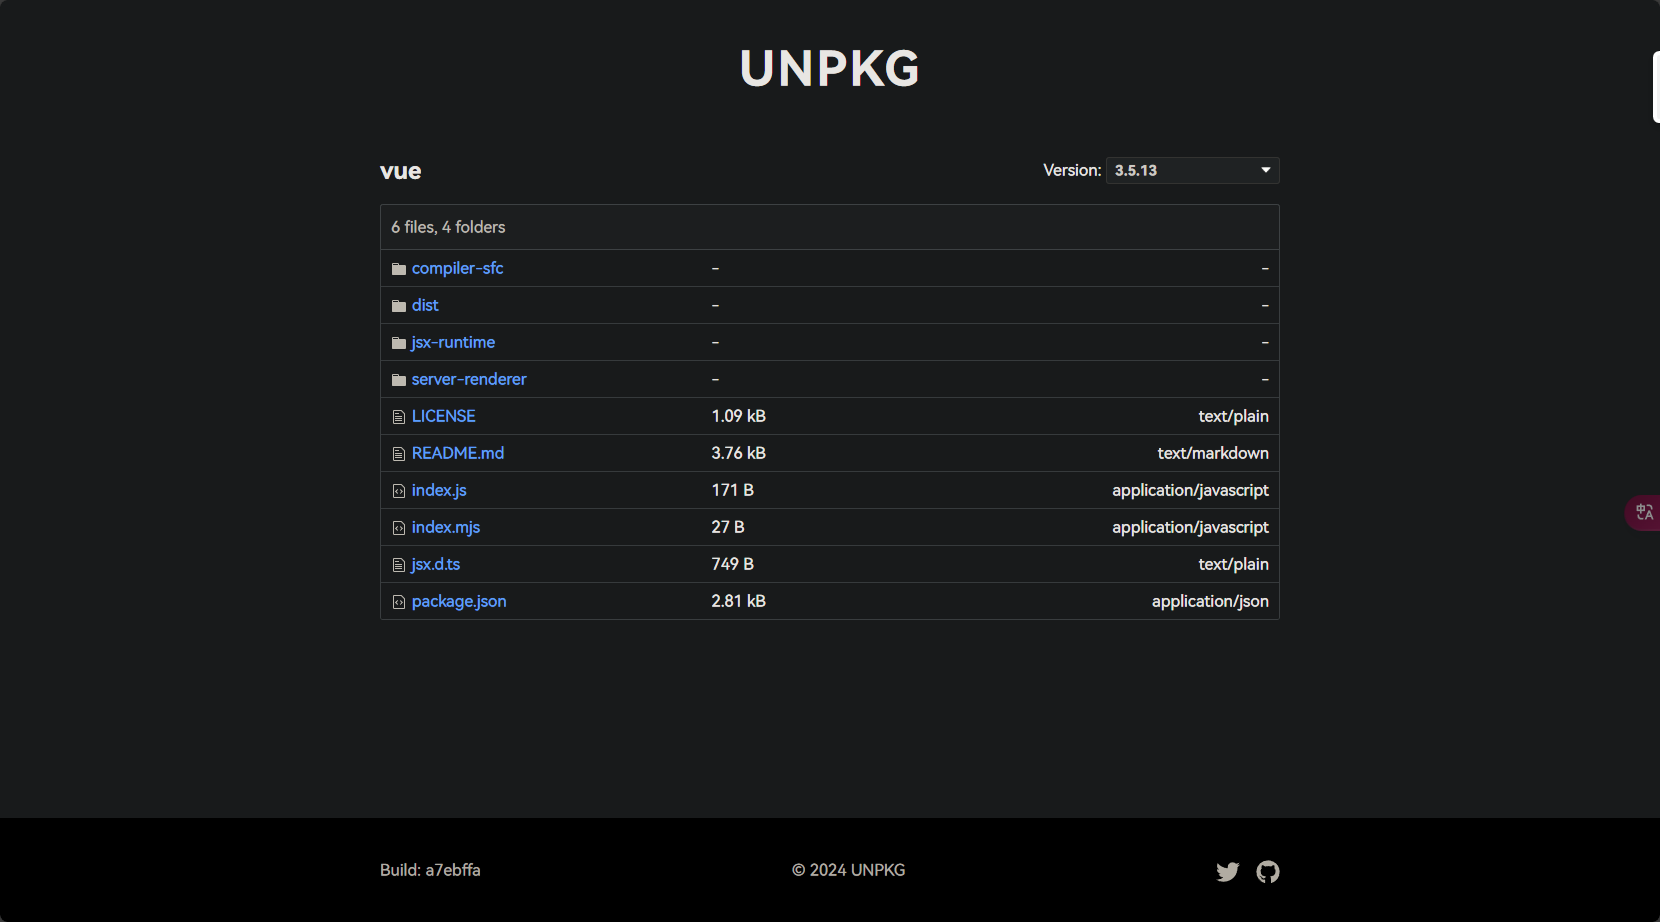 UNPKG
vue
Version: 3.5.13
6 files, 4 folders
compiler-sfc - -
dist - -
jsx-runtime - -
server-renderer - -
LICENSE 1.09 kB text/plain
README.md 3.76 kB text/markdown
index.js 171 B application/javascript
index.mjs 27 B application/javascript
jsx.d.ts 749 B text/plain
package.json 2.81 kB application/json
中A
Build: a7ebffa
© 2024 UNPKG